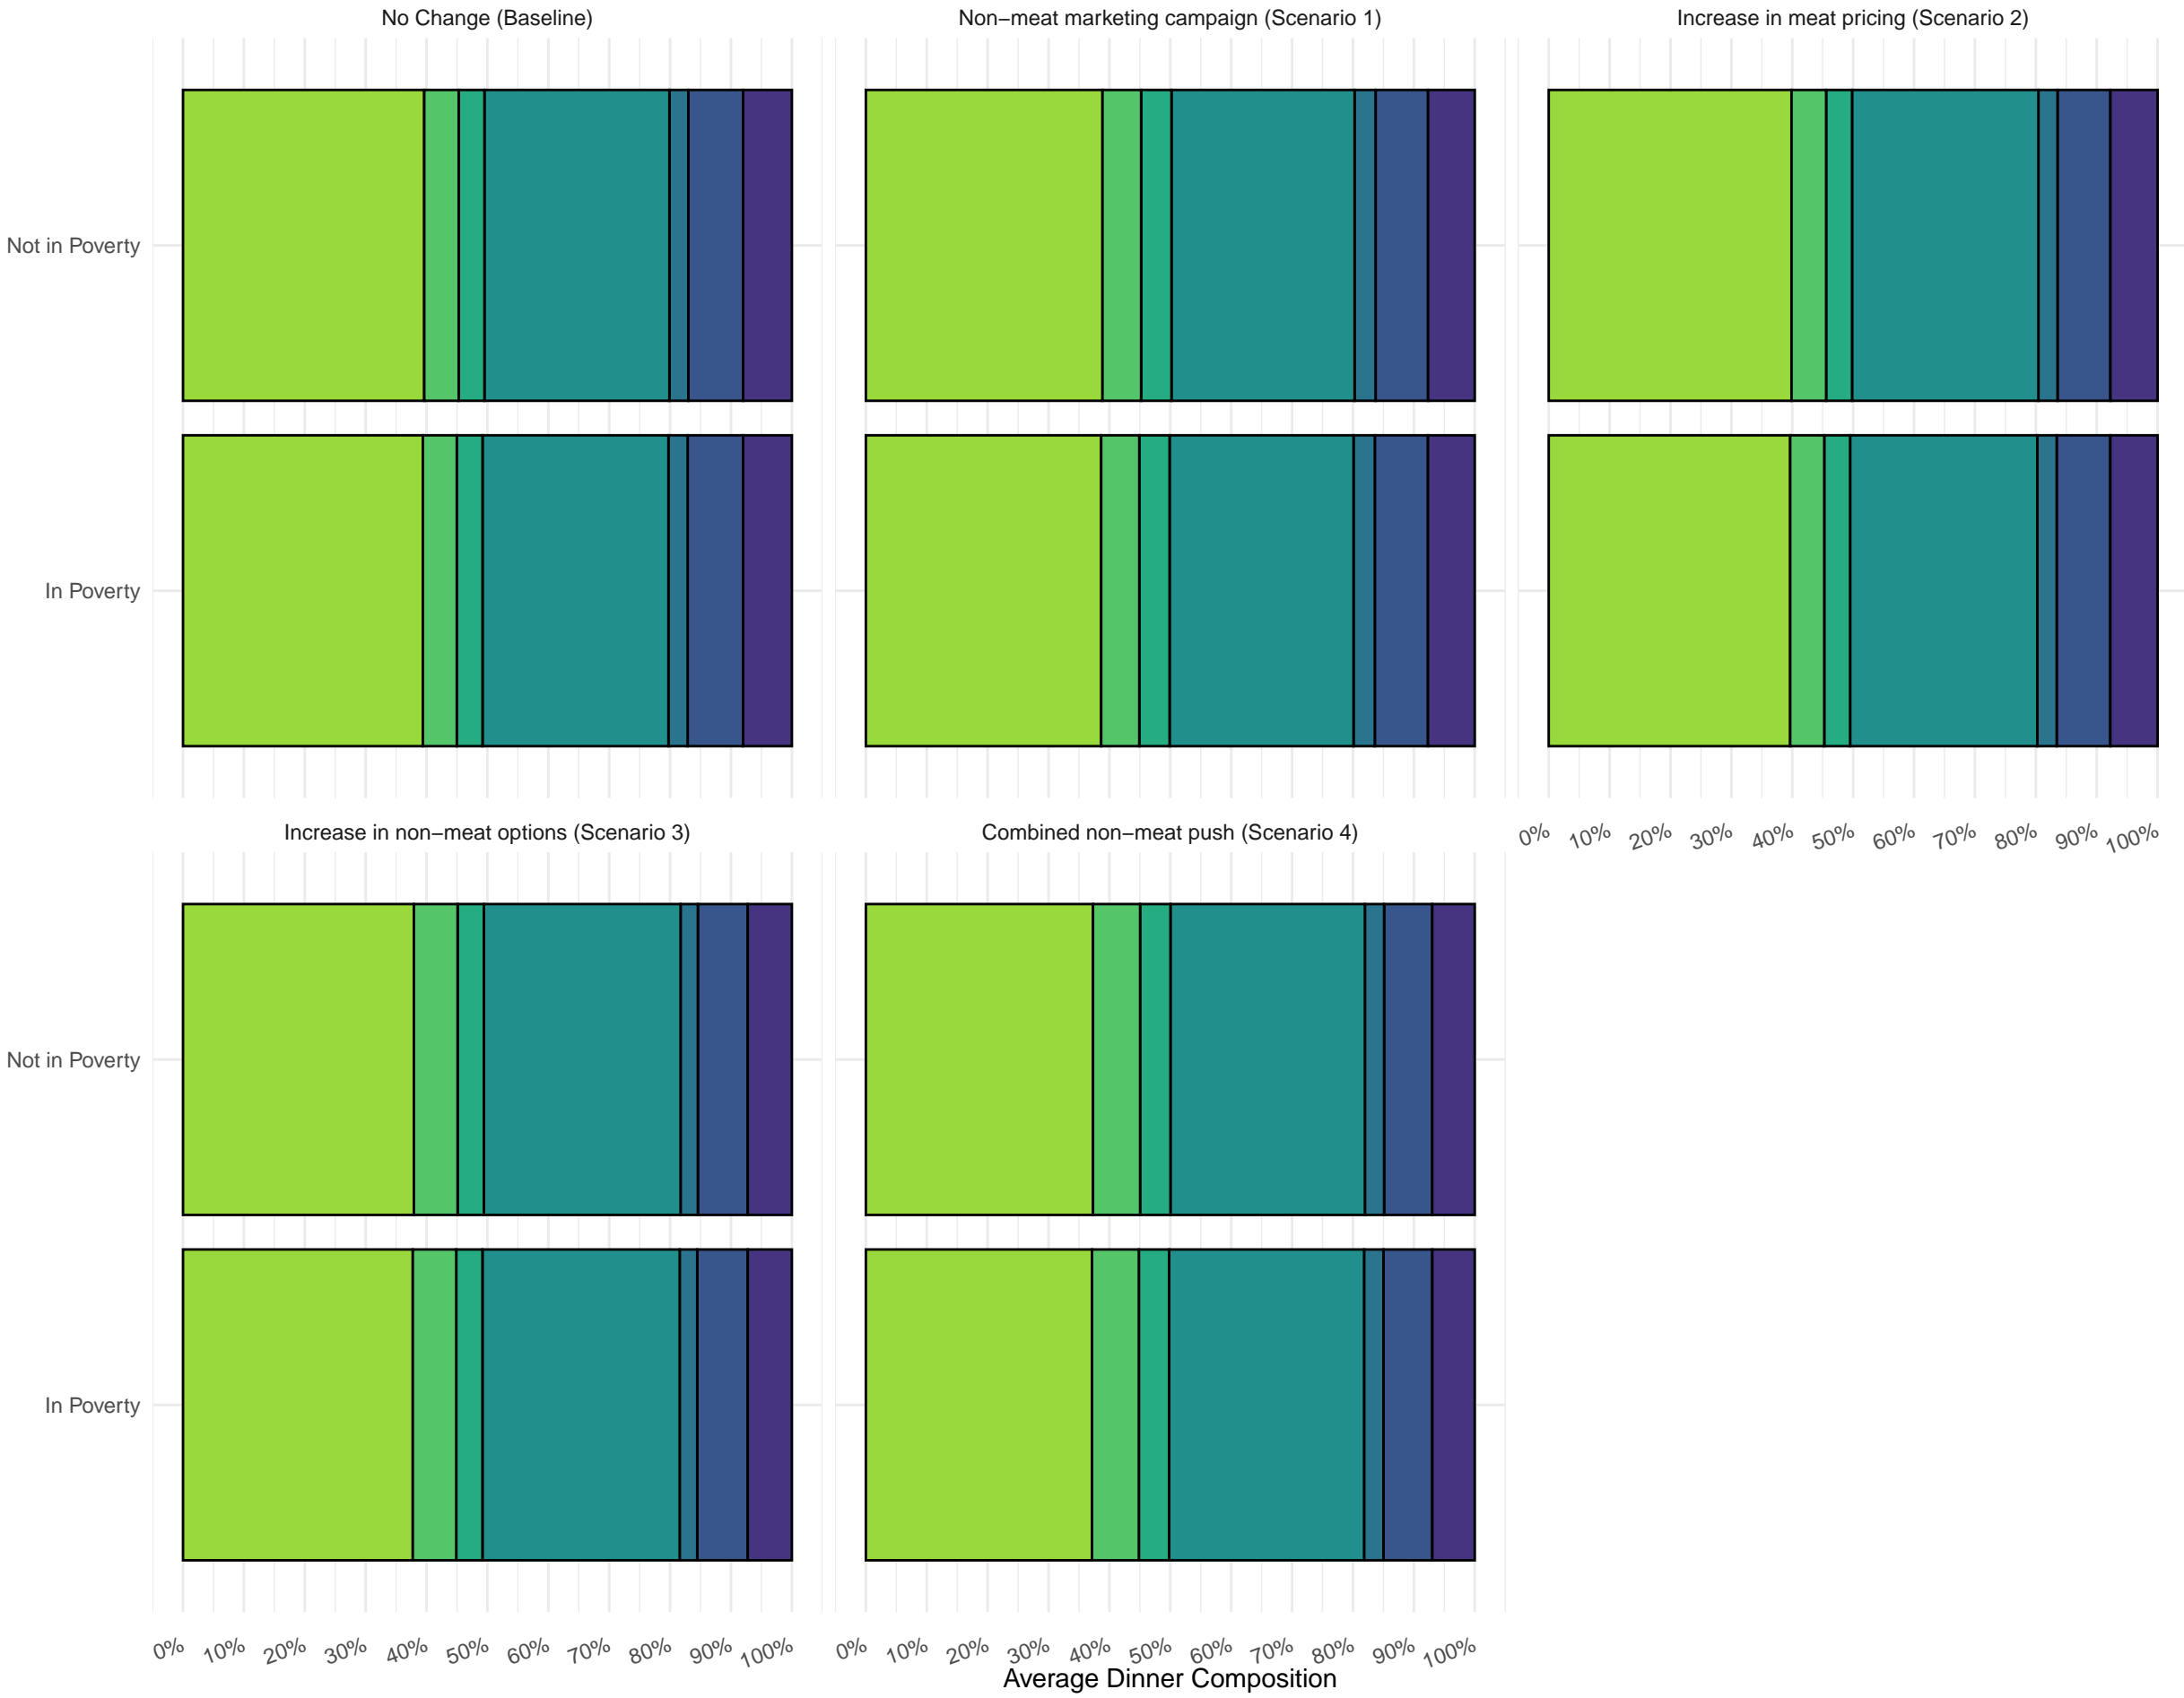 No Change (Baseline)
Non−meat marketing campaign (Scenario 1)
Increase in meat pricing (Scenario 2)
Not in Poverty
In Poverty
0% 10% 20% 30% 40% 50% 60% 70% 80% 90% 100%
Increase in non−meat options (Scenario 3)
Combined non−meat push (Scenario 4)
Not in Poverty
In Poverty
0% 10% 20% 30% 40% 50% 60% 70% 80% 90% 100%
0% 10% 20% 30% 40% 50% 60% 70% 80% 90% 100%
Average Dinner Composition